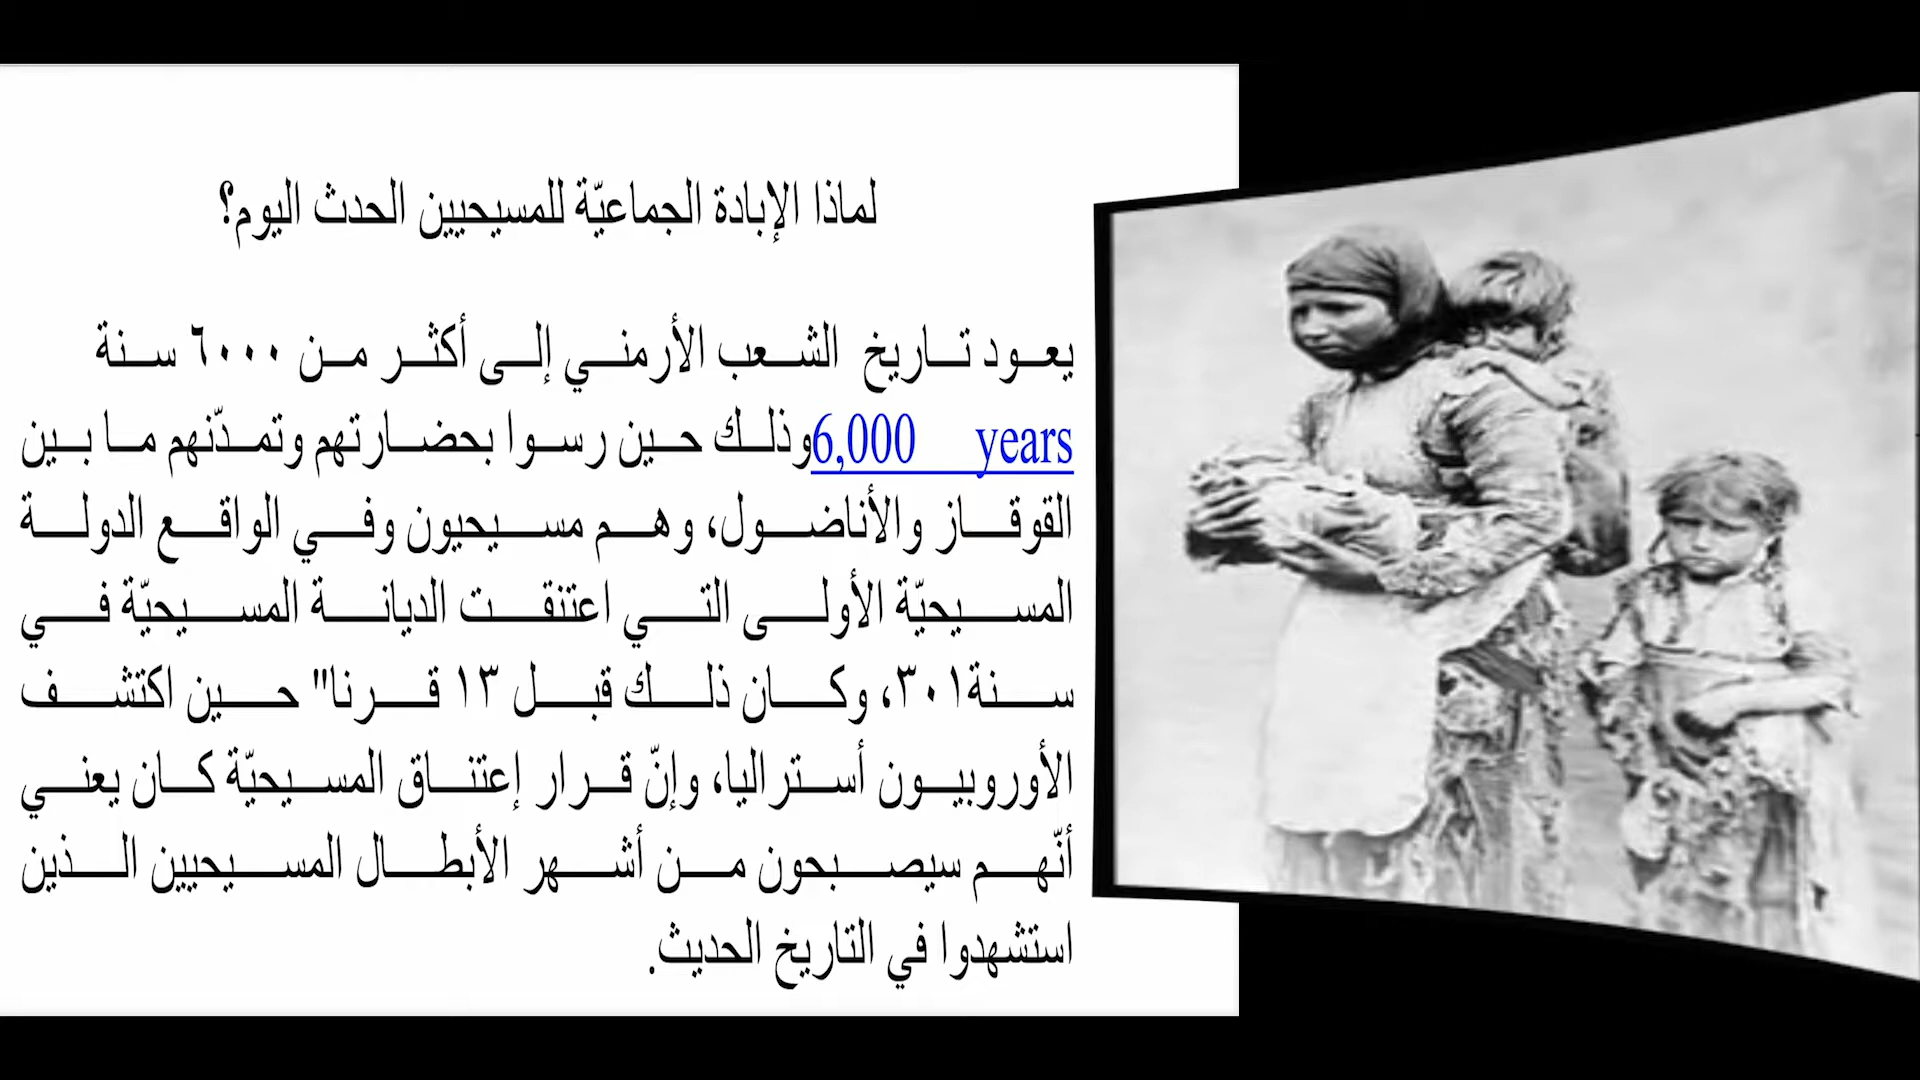 لماذا الإبادة الجماعيّة للمسيحيين الحدث اليوم؟
يعود تاريخ الشعب الأرمني إلى أكثر من ٦٠٠٠ سنة
6,000 years وذلك حين رسوا بحضارتهم وتمدّنهم ما بين
القوقاز والأناضول، وهم مسيحيون وفي الواقع الدولة
المسيحيّة الأولى التي اعتنقت الديانة المسيحيّة في
سنة٣٠١، وكان ذلك قبل ١٣ قرنا" حين اكتشف
الأوروبيون أستراليا، وإنّ قرار إعتناق المسيحيّة كان يعني
أنّهم سيصبحون من أشهر الأبطال المسيحيين الذين
استشهدوا في التاريخ الحديث.